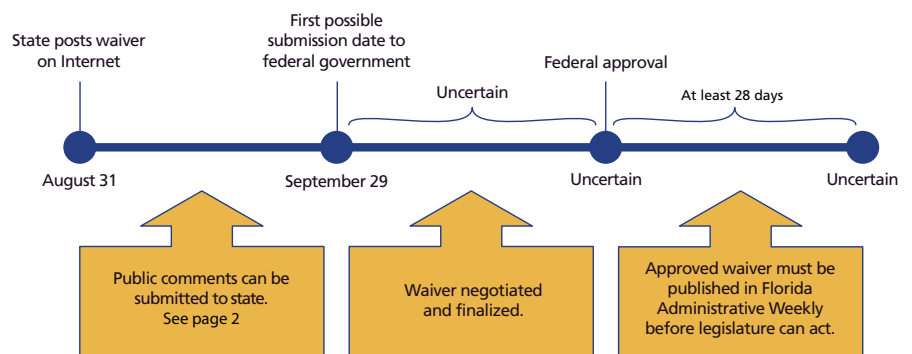 State posts waiver
on Internet
First possible
submission date to
federal government
Uncertain
Federal approval
At least 28 days
August 31
September 29
Uncertain
Uncertain
Public comments can be
submitted to state.
See page 2
Waiver negotiated
and finalized.
Approved waiver must be
published in Florida
Administrative Weekly
before legislature can act.